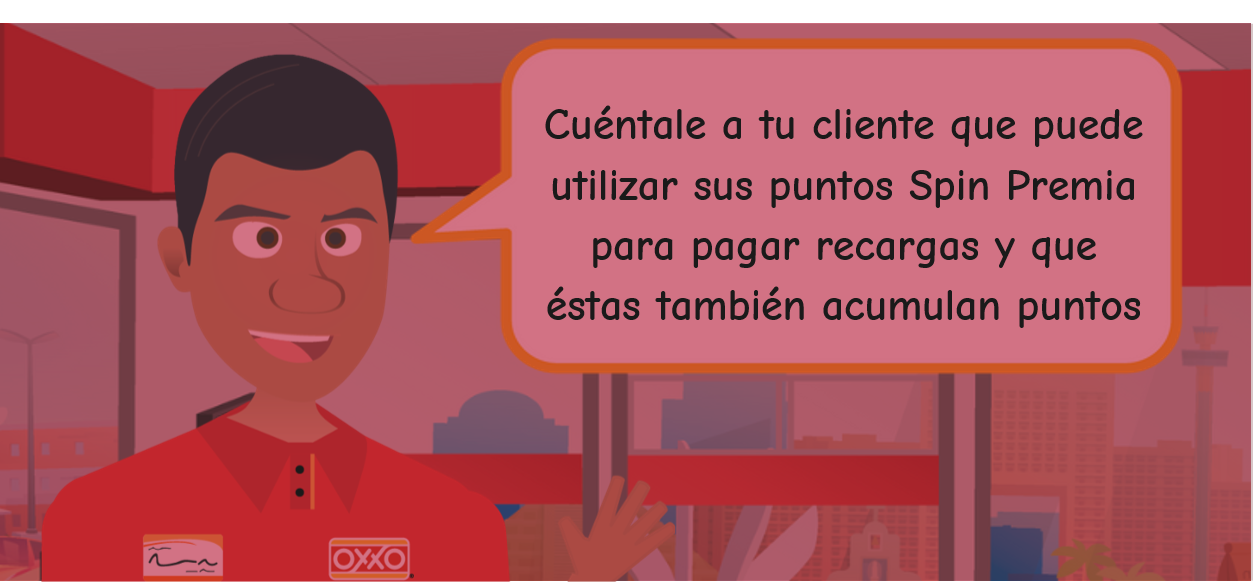 Cuéntale a tu cliente que puede
utilizar sus puntos Spin Premia
para pagar recargas y que
éstas también acumulan puntos
OXXO